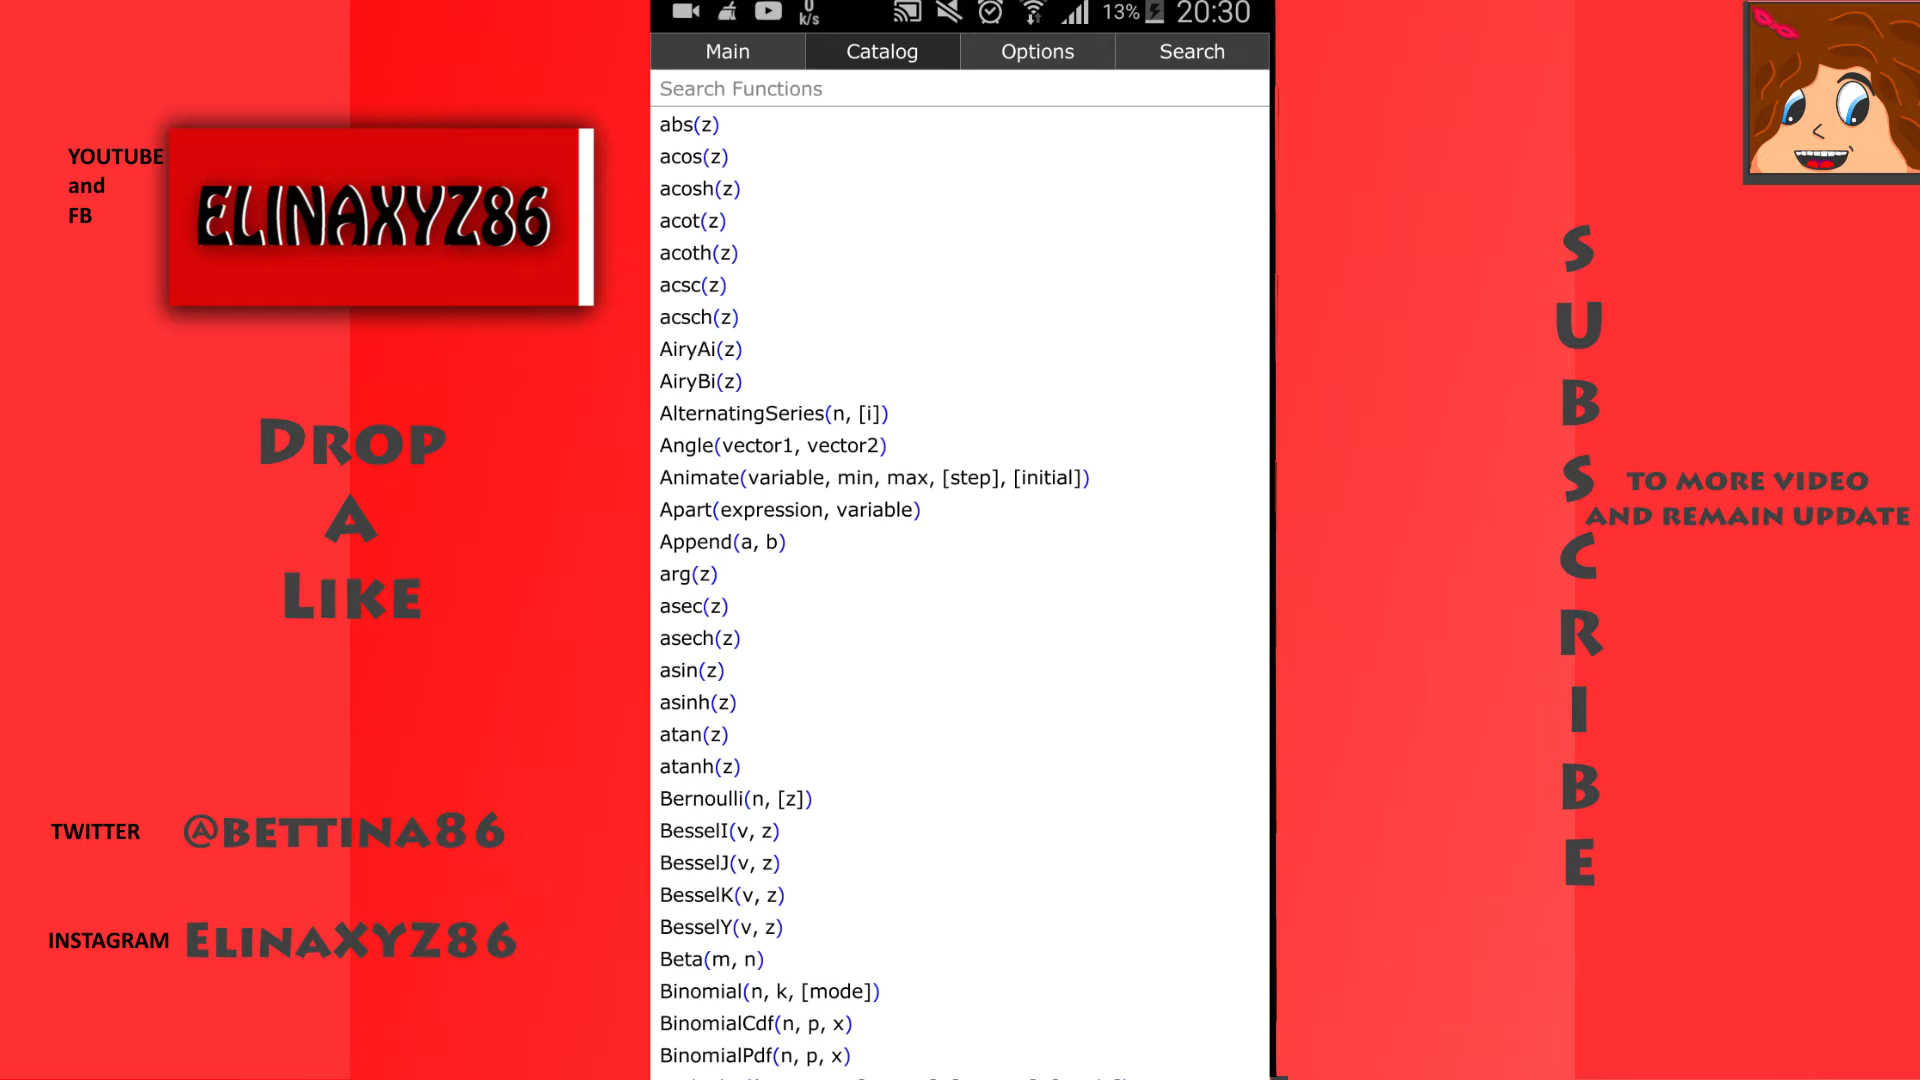 YOUTUBE
and
FB
ELINAXYZ86
DROP
A
LIKE
TWITTER @BETTINA86
INSTAGRAM ELINAXYZ86
0
k/s
13% 20:30
Main Catalog Options Search
Search Functions
abs(z)
acos(z)
acosh(z)
acot(z)
acoth(z)
acsc(z)
acsch(z)
AiryAi(z)
AiryBi(z)
AlternatingSeries(n, [i])
Angle(vector1, vector2)
Animate(variable, min, max, [step], [initial])
Apart(expression, variable)
Append(a, b)
arg(z)
asec(z)
asech(z)
asin(z)
asinh(z)
atan(z)
atanh(z)
Bernoulli(n, [z])
BesselI(v, z)
BesselJ(v, z)
BesselK(v, z)
BesselY(v, z)
Beta(m, n)
Binomial(n, k, [mode])
BinomialCdf(n, p, x)
BinomialPdf(n, p, x)
SUBSCRIBE
TO MORE VIDEO
AND REMAIN UPDATE